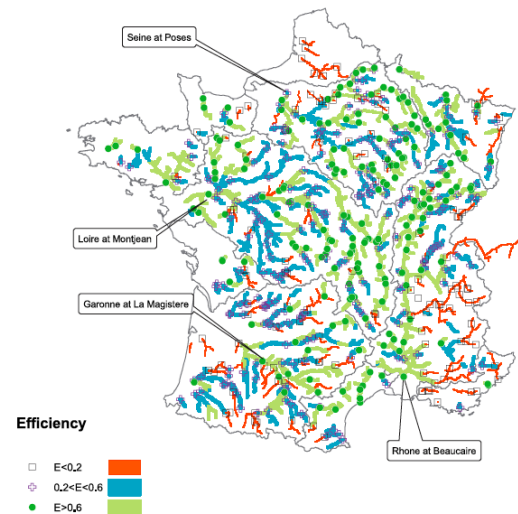 Seine at Poses
Loire at Montjean
Garonne at La Magistere
Rhone at Beaucaire
Efficiency
E<0.2
0.2<E<0.6
E>0.6